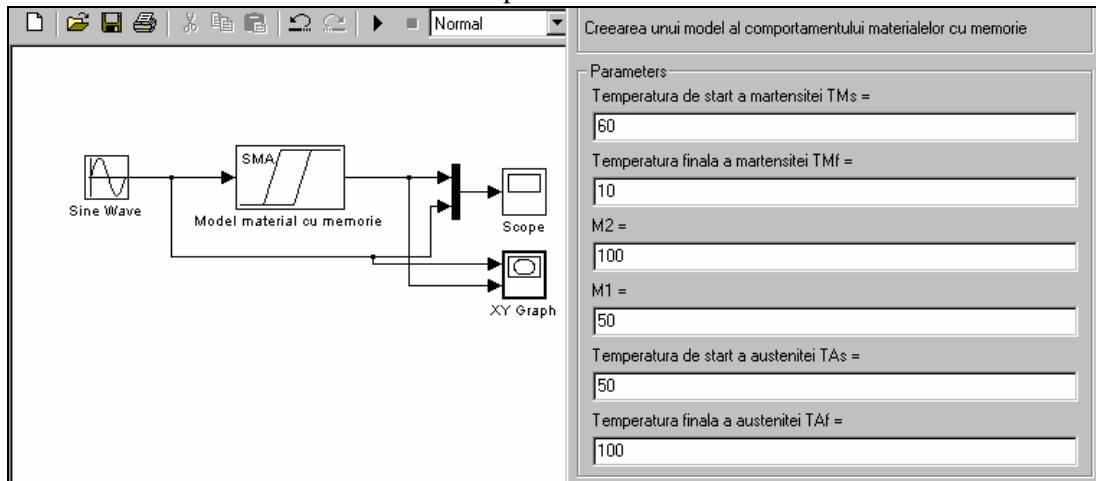 Normal
SMA
Sine Wave
Model material cu memorie
Scope
XY Graph
Creearea unui model al comportamentului materialelor cu memorie
Parameters
Temperatura de start a martensitei TMs =
60
Temperatura finala a martensitei TMf =
10
M2 =
100
M1 =
50
Temperatura de start a austenitei TAs =
50
Temperatura finala a austenitei TAf =
100